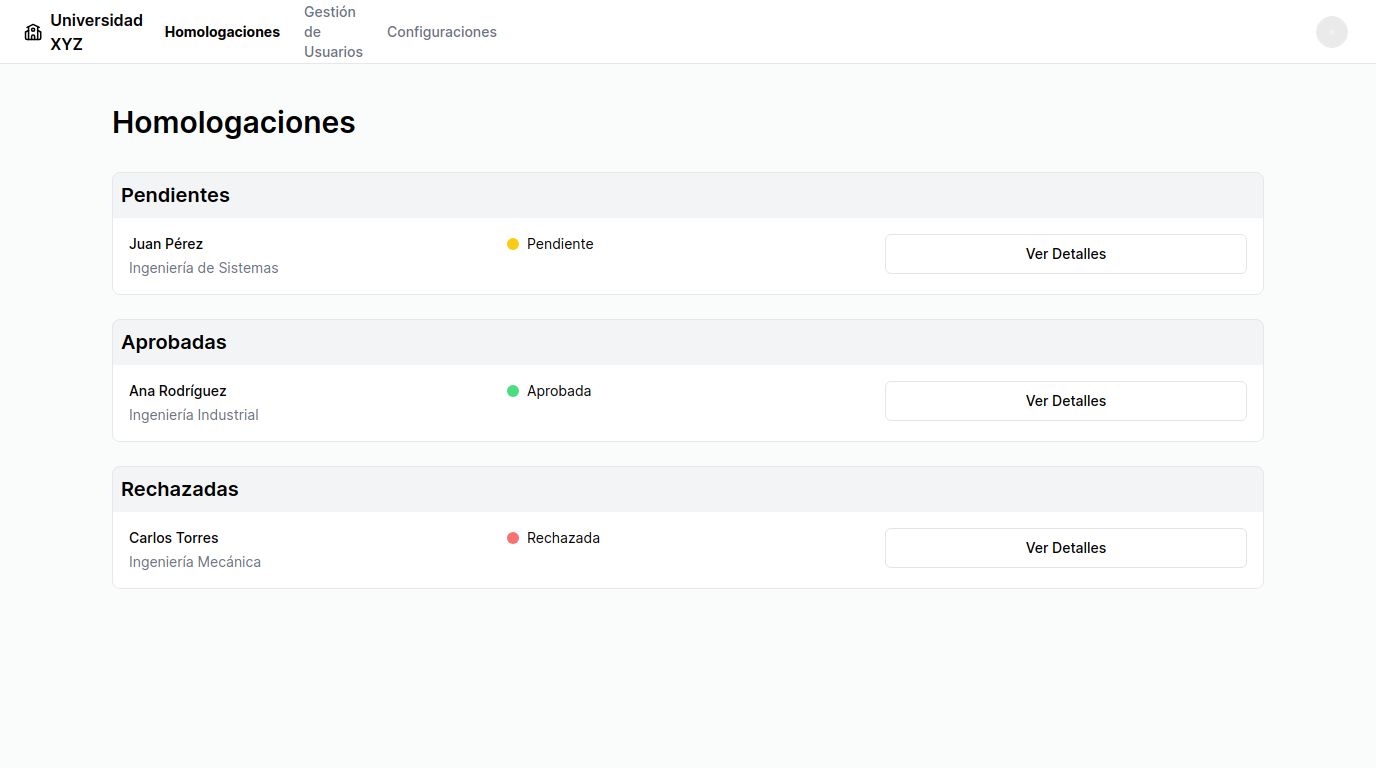 Universidad
XYZ
Homologaciones
Gestión
de
Usuarios
Configuraciones
Homologaciones
Pendientes
Juan Pérez
Pendiente
Ver Detalles
Ingeniería de Sistemas
Aprobadas
Ana Rodríguez
Aprobada
Ver Detalles
Ingeniería Industrial
Rechazadas
Carlos Torres
Rechazada
Ver Detalles
Ingeniería Mecánica